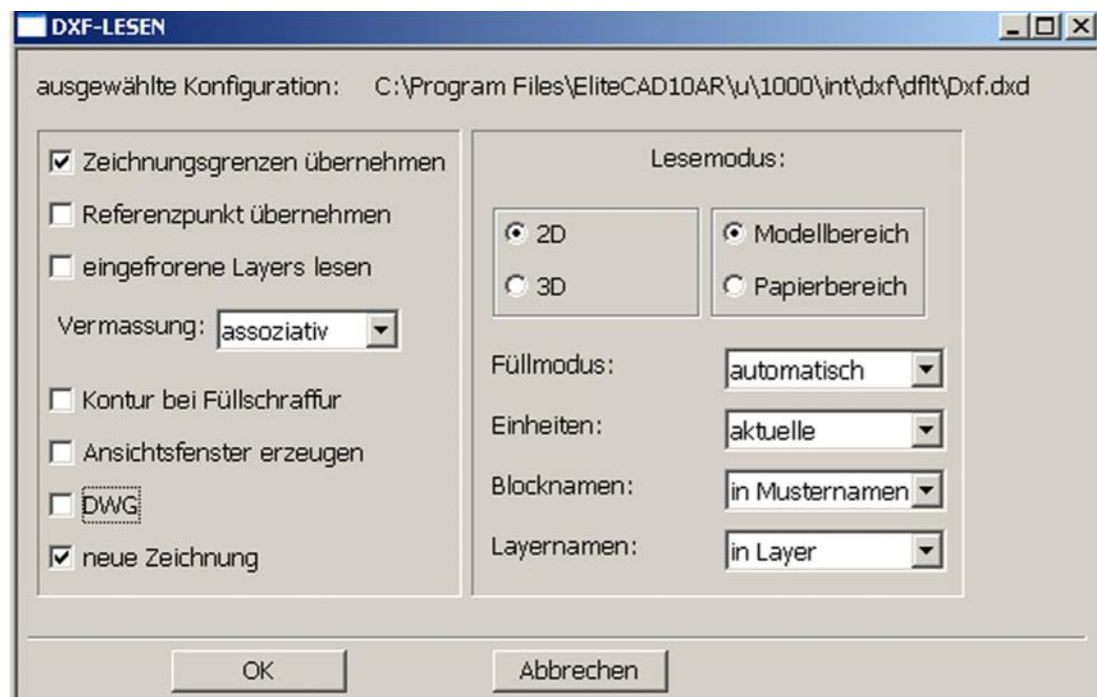 DXF-LESEN
ausgewählte Konfiguration: C:\Program Files\EliteCAD10AR\u\1000\int\dxf\dflt\Dxf.dxd
Zeichnungsgrenzen übernehmen
Referenzpunkt übernehmen
eingefrorene Layers lesen
Vermassung: assoziativ
Kontur bei Füllschraffur
Ansichtsfenster erzeugen
DWG
neue Zeichnung
Lesemodus:
2D
3D
Modellbereich
Papierbereich
Füllmodus: automatisch
Einheiten: aktuelle
Blocknamen: in Musternamen
Layernamen: in Layer
OK
Abbrechen